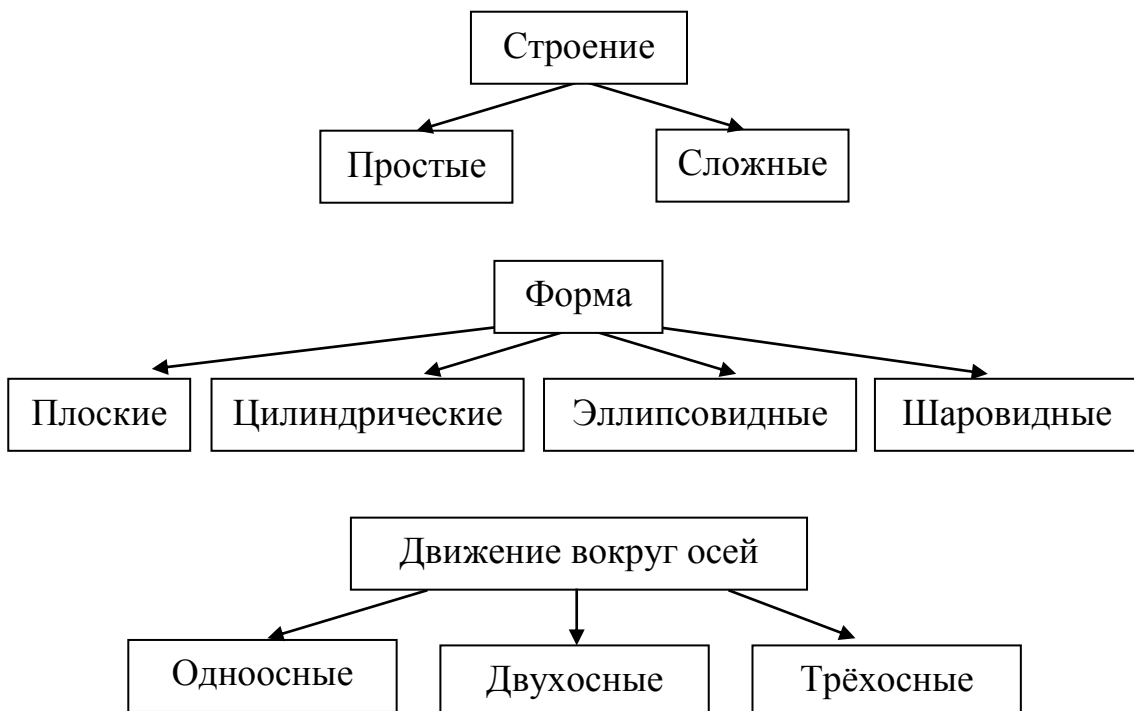 Строение
Простые
Сложные
Форма
Плоские
Цилиндрические
Эллипсовидные
Шаровидные
Движение вокруг осей
Одноосные
Двухосные
Трёхосные